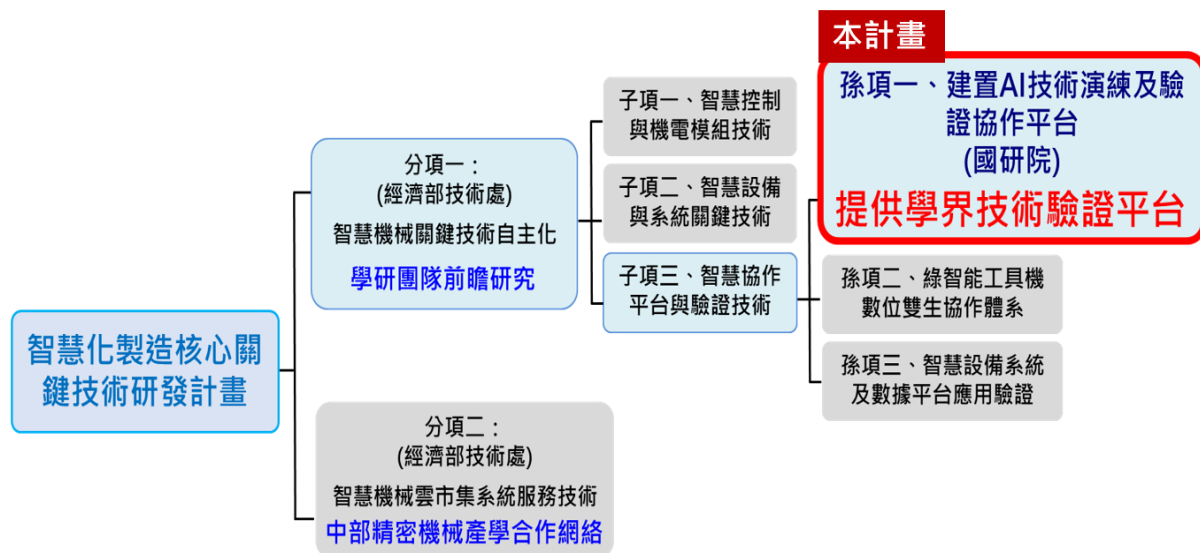 智慧化製造核心關
鍵技術研發計畫
分項一：
(經濟部技術處)
智慧機械關鍵技術自主化
學研團隊前瞻研究
分項二：
(經濟部技術處)
智慧機械雲市集系統服務技術
中部精密機械產學合作網絡
子項一、智慧控制
與機電模組技術
子項二、智慧設備
與系統關鍵技術
子項三、智慧協作
平台與驗證技術
本計畫
孫項一、建置AI技術演練及驗
證協作平台
(國研院)
提供學界技術驗證平台
孫項二、綠智能工具機
數位雙生協作體系
孫項三、智慧設備系統
及數據平台應用驗證